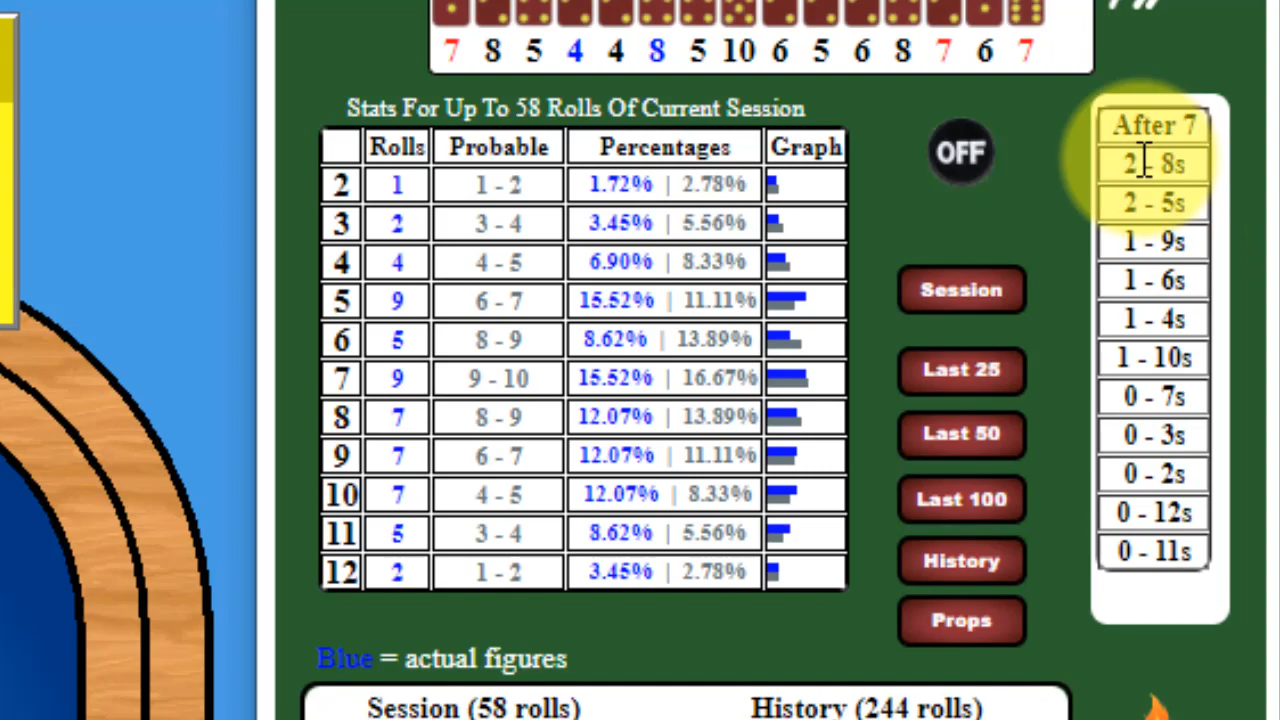 7 8 5 4 4 8 5 10 6 5 6 8 7 6 7
Stats For Up To 58 Rolls Of Current Session
Rolls Probable Percentages Graph
2 1 1 - 2 1.72% | 2.78%
3 2 3 - 4 3.45% | 5.56%
4 4 4 - 5 6.90% | 8.33%
5 9 6 - 7 15.52% | 11.11%
6 5 8 - 9 8.62% | 13.89%
7 9 9 - 10 15.52% | 16.67%
8 7 8 - 9 12.07% | 13.89%
9 7 6 - 7 12.07% | 11.11%
10 7 4 - 5 12.07% | 8.33%
11 5 3 - 4 8.62% | 5.56%
12 2 1 - 2 3.45% | 2.78%
Blue = actual figures
Session (58 rolls) History (244 rolls)
OFF
Session
Last 25
Last 50
Last 100
History
Props
After 7
2 - 8s
2 - 5s
1 - 9s
1 - 6s
1 - 4s
1 - 10s
0 - 7s
0 - 3s
0 - 2s
0 - 12s
0 - 11s